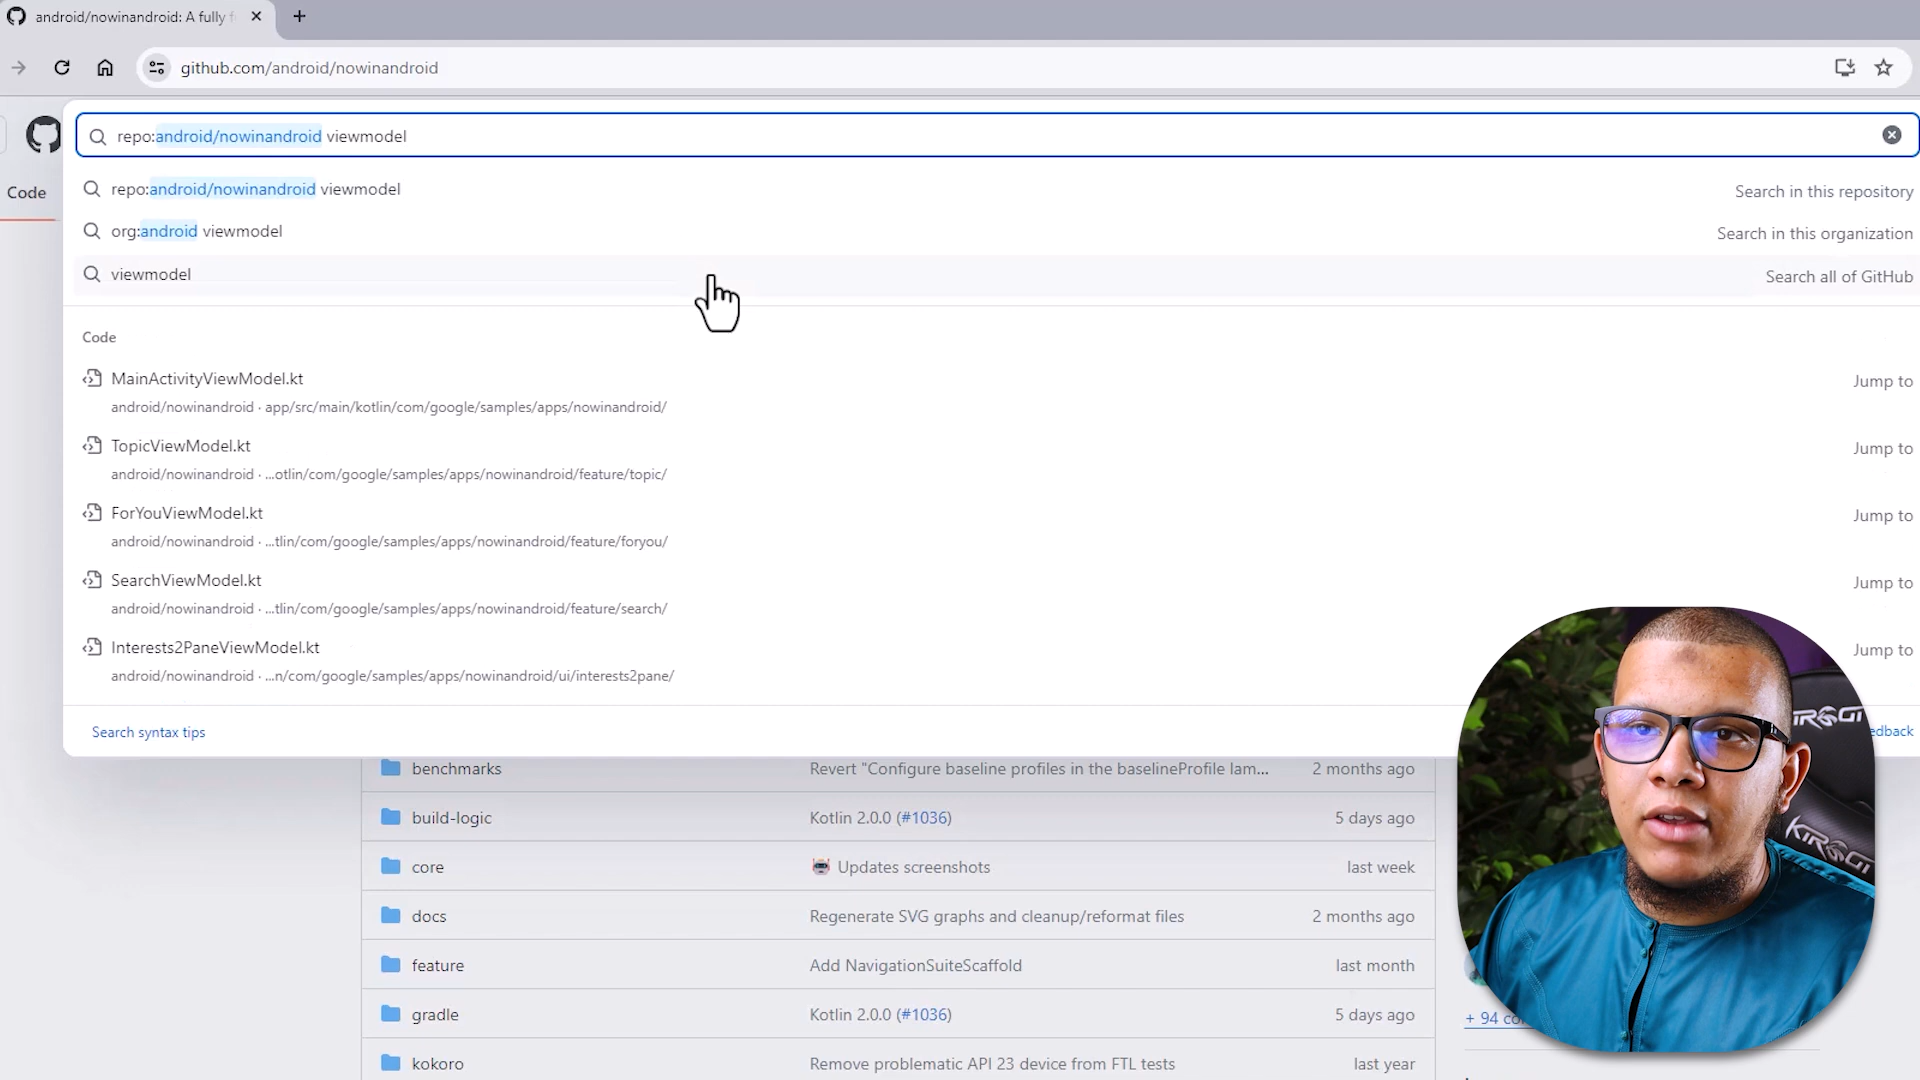 android/nowinandroid: A fully f
github.com/android/nowinandroid
repo:android/nowinandroid viewmodel
Code
repo:android/nowinandroid viewmodel Search in this repository
org:android viewmodel Search in this organization
viewmodel Search all of GitHub
Code
MainActivityViewModel.kt Jump to
android/nowinandroid · app/src/main/kotlin/com/google/samples/apps/nowinandroid/
TopicViewModel.kt Jump to
android/nowinandroid · ...otlin/com/google/samples/apps/nowinandroid/feature/topic/
ForYouViewModel.kt Jump to
android/nowinandroid · ...tlin/com/google/samples/apps/nowinandroid/feature/foryou/
SearchViewModel.kt Jump to
android/nowinandroid · ...tlin/com/google/samples/apps/nowinandroid/feature/search/
Interests2PaneViewModel.kt Jump to
android/nowinandroid · ...n/com/google/samples/apps/nowinandroid/ui/interests2pane/
Search syntax tips edback
benchmarks Revert "Configure baseline profiles in the baselineProfile lam... 2 months ago
build-logic Kotlin 2.0.0 (#1036) 5 days ago
core Updates screenshots last week
docs Regenerate SVG graphs and cleanup/reformat files 2 months ago
feature Add NavigationSuiteScaffold last month
gradle Kotlin 2.0.0 (#1036) 5 days ago
+ 94 co
kokoro Remove problematic API 23 device from FTL tests last year